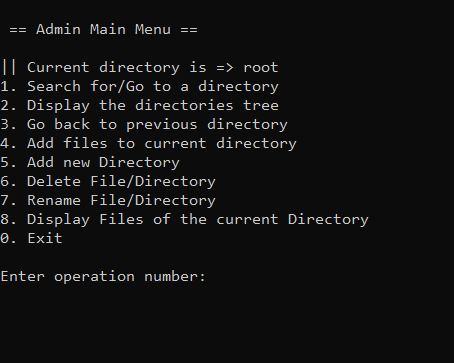 == Admin Main Menu ==
|| Current directory is => root
1. Search for/Go to a directory
2. Display the directories tree
3. Go back to previous directory
4. Add files to current directory
5. Add new Directory
6. Delete File/Directory
7. Rename File/Directory
8. Display Files of the current Directory
0. Exit
Enter operation number: